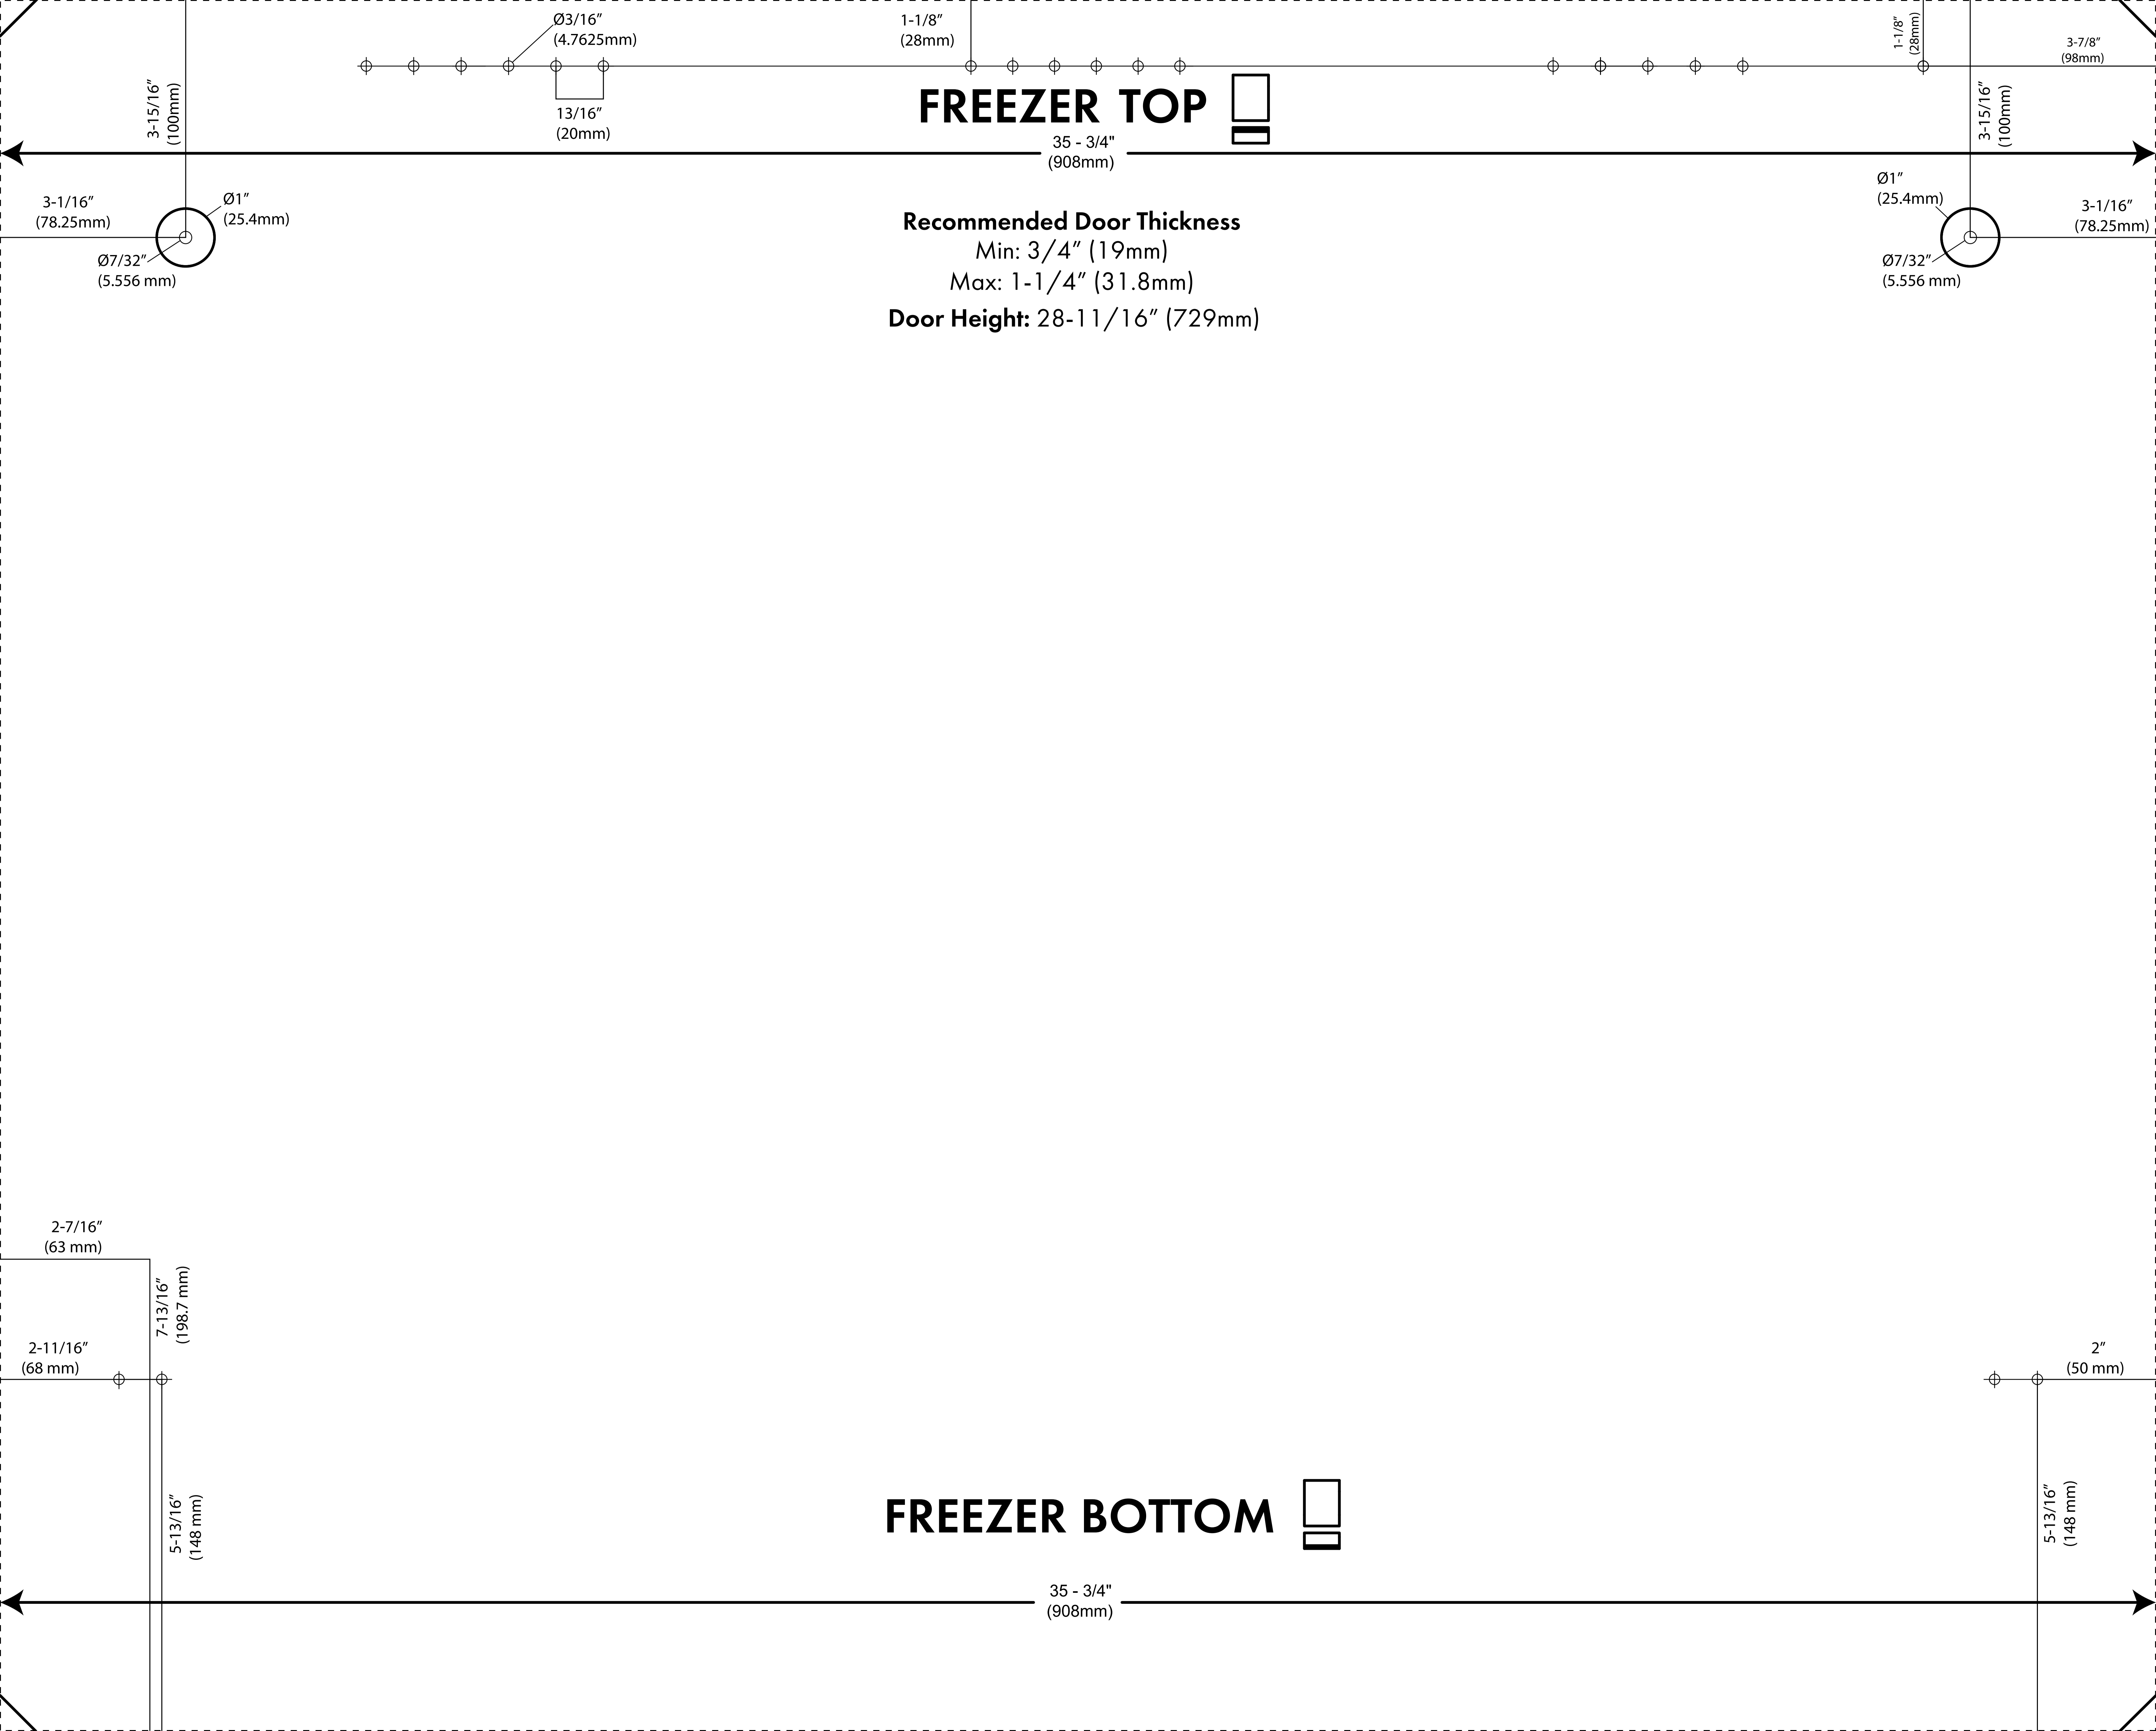 Ø3/16”
(4.7625mm)
1-1/8”
(28mm)
1-1/8”
(28mm)
3-7/8”
(98mm)
3-15/16”
(100mm)
13/16”
(20mm)
FREEZER TOP
3-15/16”
(100mm)
35 - 3/4"
(908mm)
3-1/16”
(78.25mm)
Ø1”
(25.4mm)
Ø7/32”
(5.556 mm)
Recommended Door Thickness
Min: 3/4” (19mm)
Max: 1-1/4” (31.8mm)
Door Height: 28-11/16” (729mm)
Ø1”
(25.4mm)
3-1/16”
(78.25mm)
Ø7/32”
(5.556 mm)
2-7/16”
(63 mm)
7-13/16”
(198.7 mm)
2-11/16”
(68 mm)
2”
(50 mm)
5-13/16”
(148 mm)
FREEZER BOTTOM
5-13/16”
(148 mm)
35 - 3/4"
(908mm)